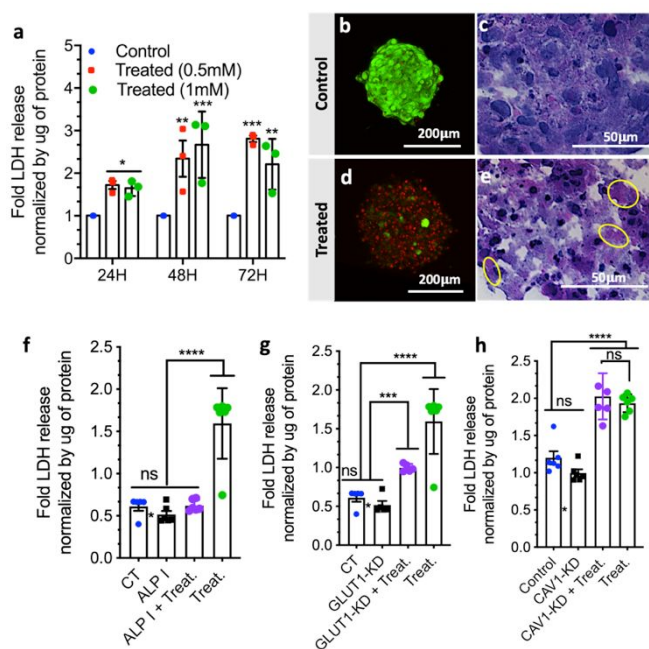 a
Fold LDH release
normalized by ug of protein
4
3
2
1
0
Control
Treated (0.5mM)
Treated (1mM)
*
**
***
***
**
24H
48H
72H
Control
b
200µm
c
50µm
Treated
d
200µm
e
50µm
f
Fold LDH release
normalized by ug of protein
2.5
2.0
1.5
1.0
0.5
0.0
****
ns
*
CT
ALP I
ALP I + Treat.
Treat.
g
Fold LDH release
normalized by ug of protein
2.5
2.0
1.5
1.0
0.5
0.0
****
***
ns
*
CT
GLUT1-KD
GLUT1-KD + Treat.
Treat.
h
Fold LDH release
normalized by ug of protein
2.5
2.0
1.5
1.0
0.5
0.0
****
ns
ns
*
Control
CAV1-KD
CAV1-KD + Treat.
Treat.